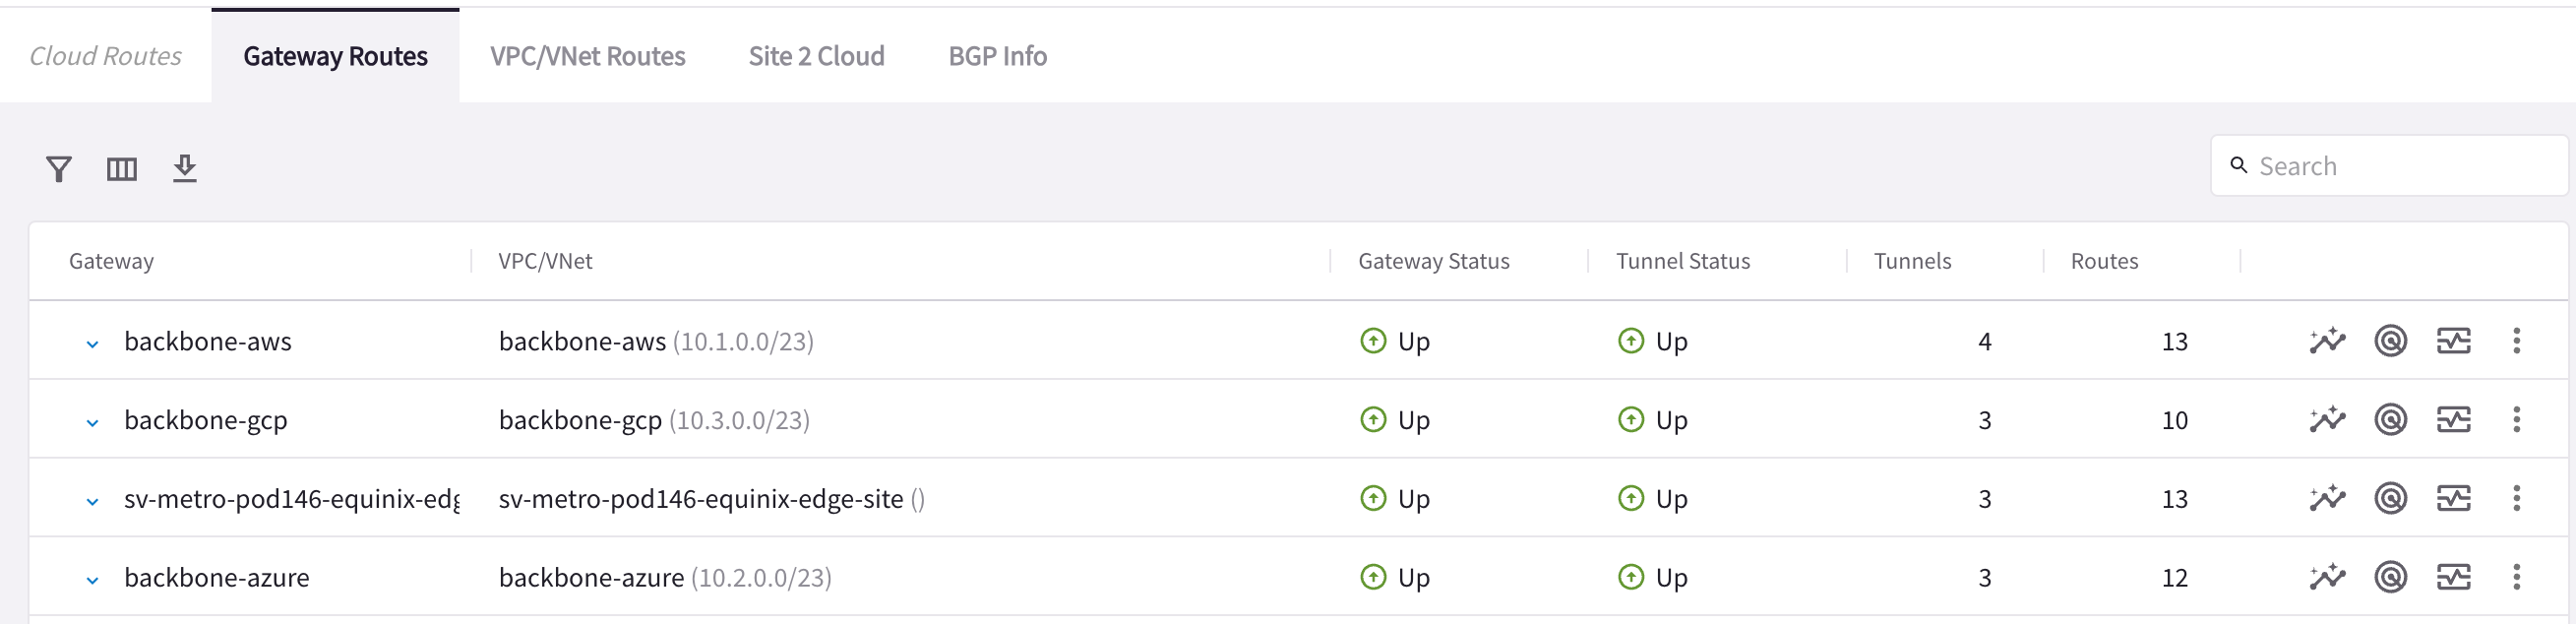 Cloud Routes Gateway Routes VPC/VNet Routes Site 2 Cloud BGP Info
Search
Gateway VPC/VNet Gateway Status Tunnel Status Tunnels Routes
backbone-aws backbone-aws (10.1.0.0/23) Up Up 4 13
backbone-gcp backbone-gcp (10.3.0.0/23) Up Up 3 10
sv-metro-pod146-equinix-edg sv-metro-pod146-equinix-edge-site () Up Up 3 13
backbone-azure backbone-azure (10.2.0.0/23) Up Up 3 12